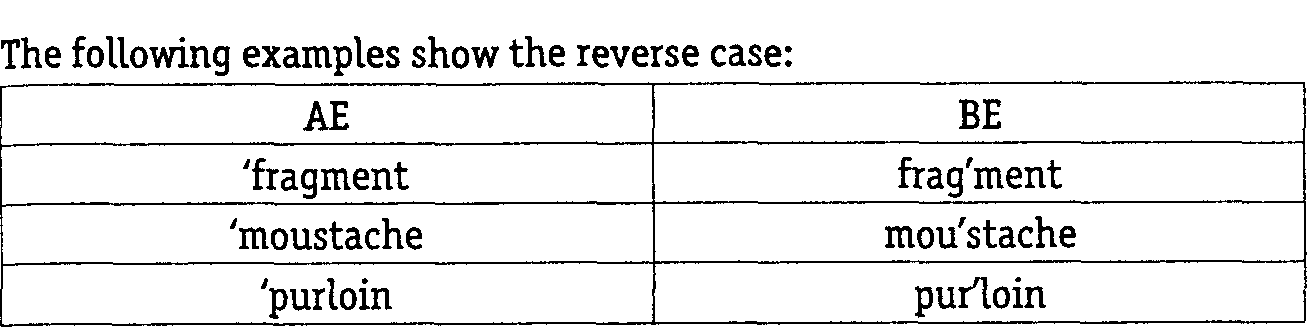 The following examples show the reverse case:
AE BE
‘fragment frag’ment
‘moustache mou’stache
‘purloin pur’loin